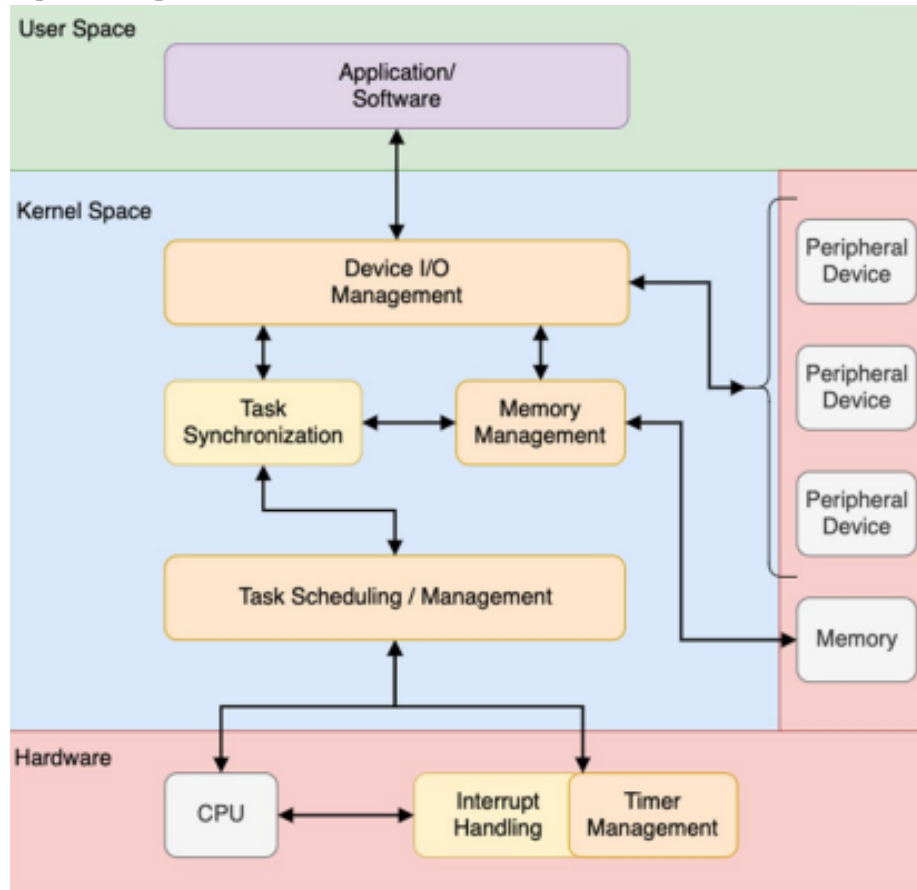 User Space
Application/
Software
Kernel Space
Device I/O
Management
Peripheral
Device
Peripheral
Device
Task
Synchronization
Memory
Management
Peripheral
Device
Task Scheduling / Management
Memory
Hardware
CPU
Interrupt
Handling
Timer
Management